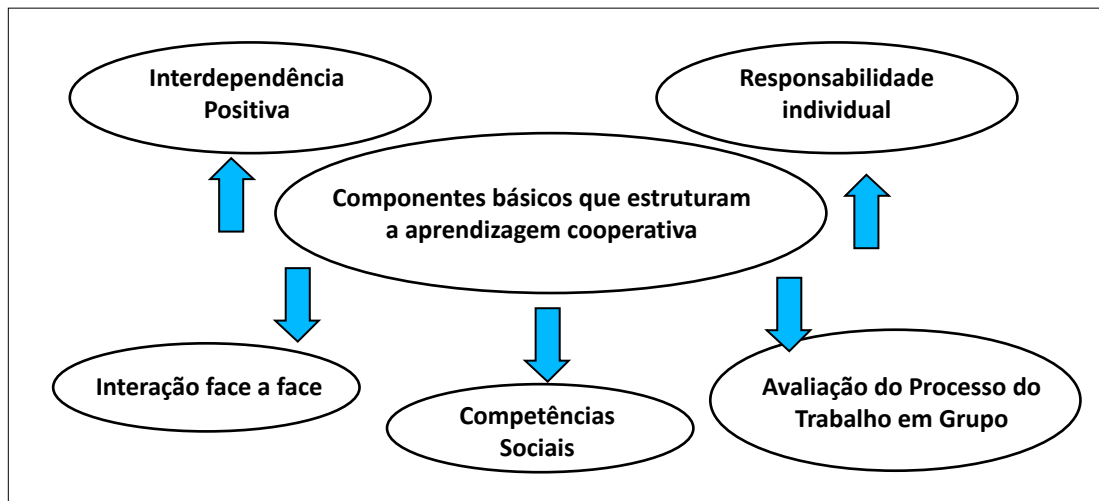 Interdependência
Positiva
Responsabilidade
individual
Componentes básicos que estruturam
a aprendizagem cooperativa
Interação face a face
Competências
Sociais
Avaliação do Processo do
Trabalho em Grupo